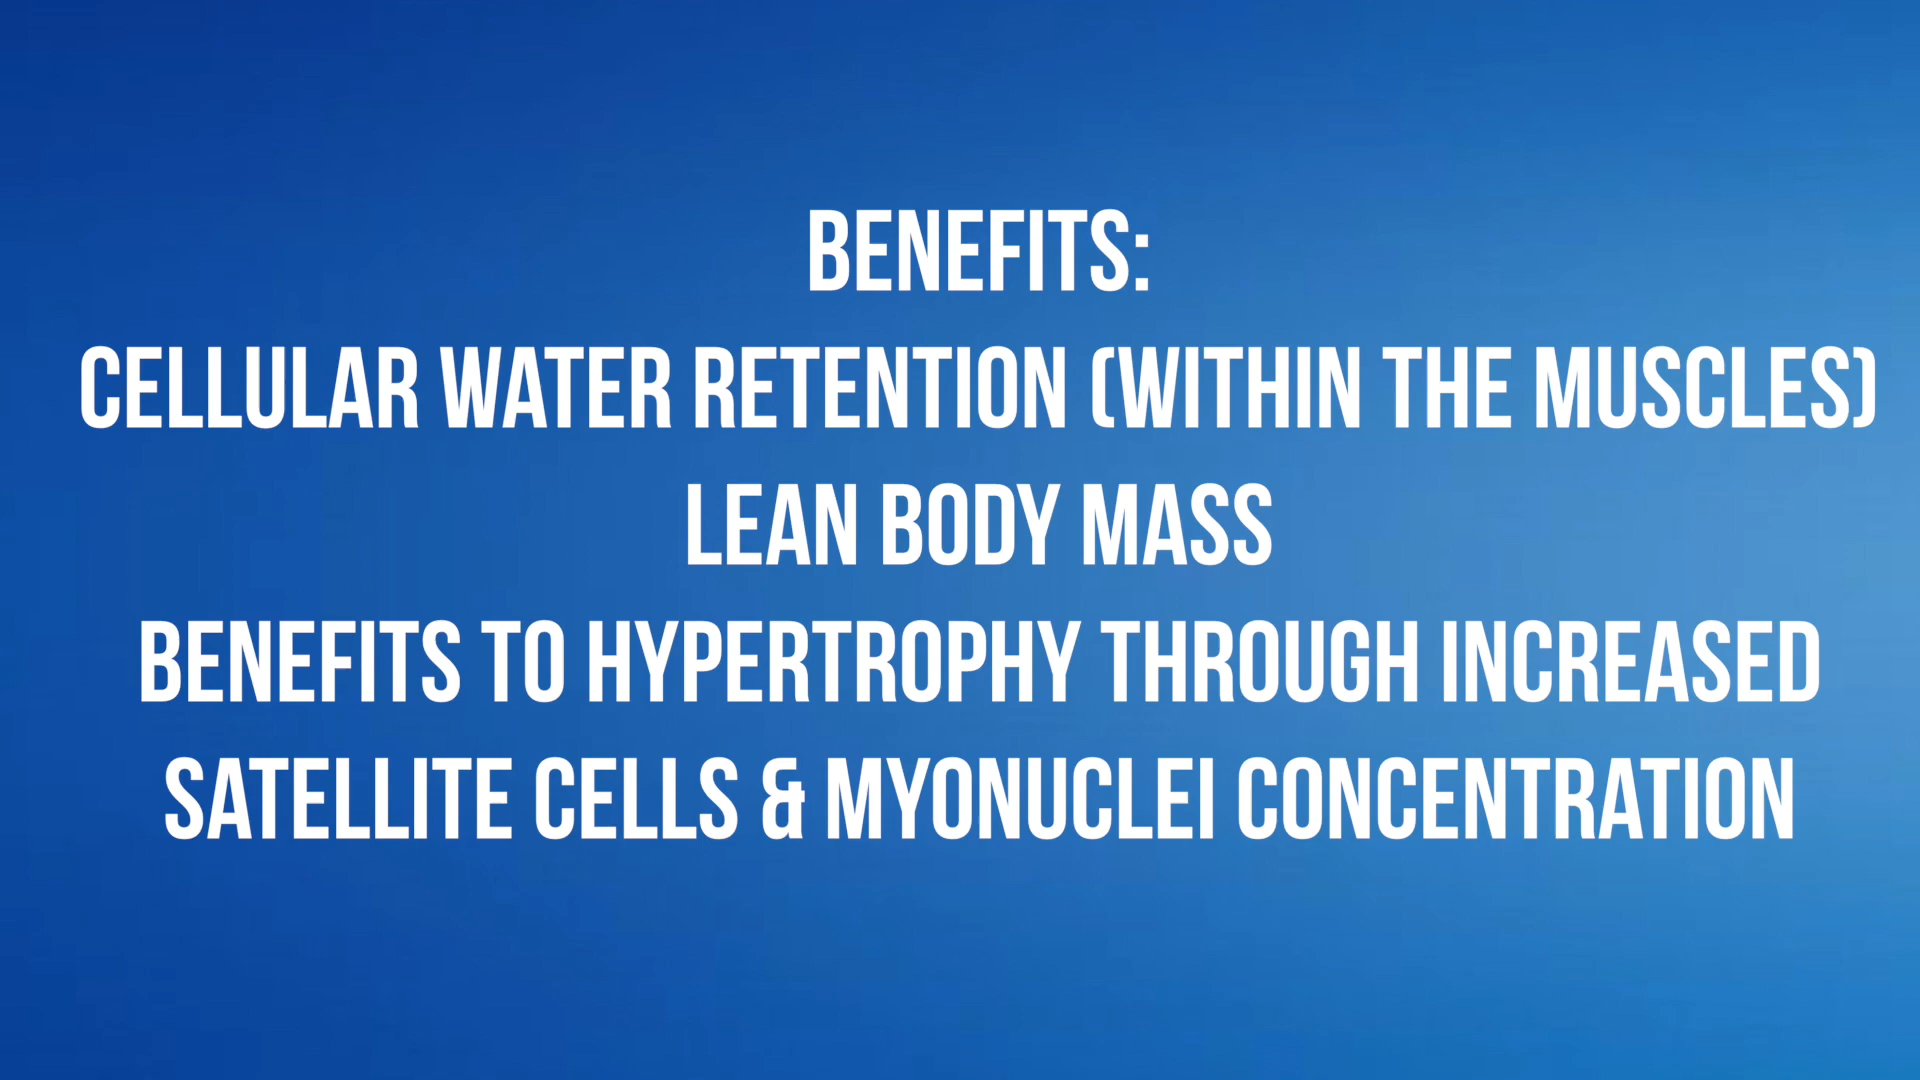 BENEFITS:
CELLULAR WATER RETENTION (WITHIN THE MUSCLES)
LEAN BODY MASS
BENEFITS TO HYPERTROPHY THROUGH INCREASED
SATELLITE CELLS & MYONUCLEI CONCENTRATION